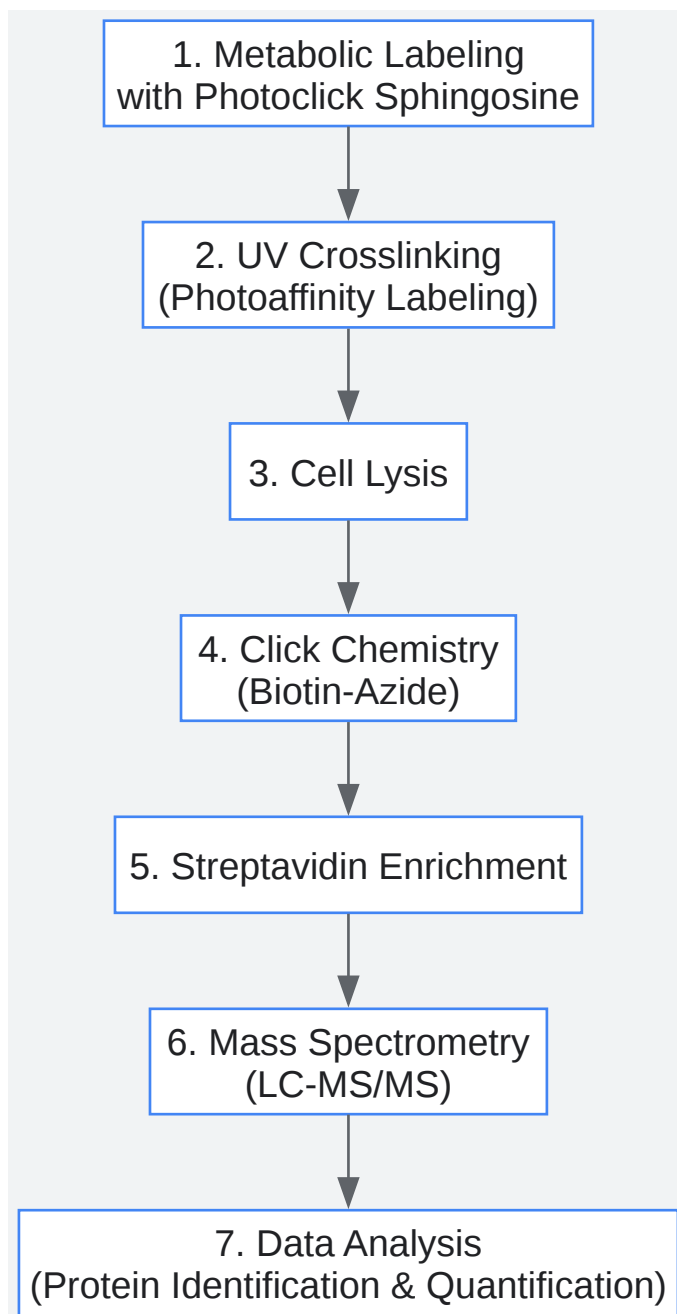 1. Metabolic Labeling
with Photoclick Sphingosine
2. UV Crosslinking
(Photoaffinity Labeling)
3. Cell Lysis
4. Click Chemistry
(Biotin-Azide)
5. Streptavidin Enrichment
6. Mass Spectrometry
(LC-MS/MS)
7. Data Analysis
(Protein Identification & Quantification)